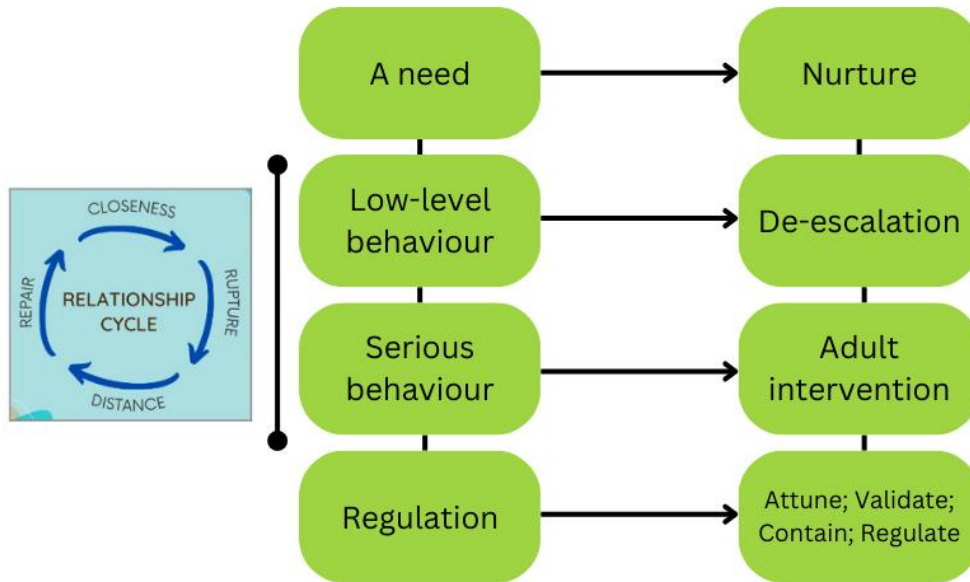 A need
Nurture
Low-level
behaviour
De-escalation
CLOSENESS
RUPTURE
RELATIONSHIP
CYCLE
REPAIR
DISTANCE
Serious
behaviour
Adult
intervention
Regulation
Attune; Validate;
Contain; Regulate